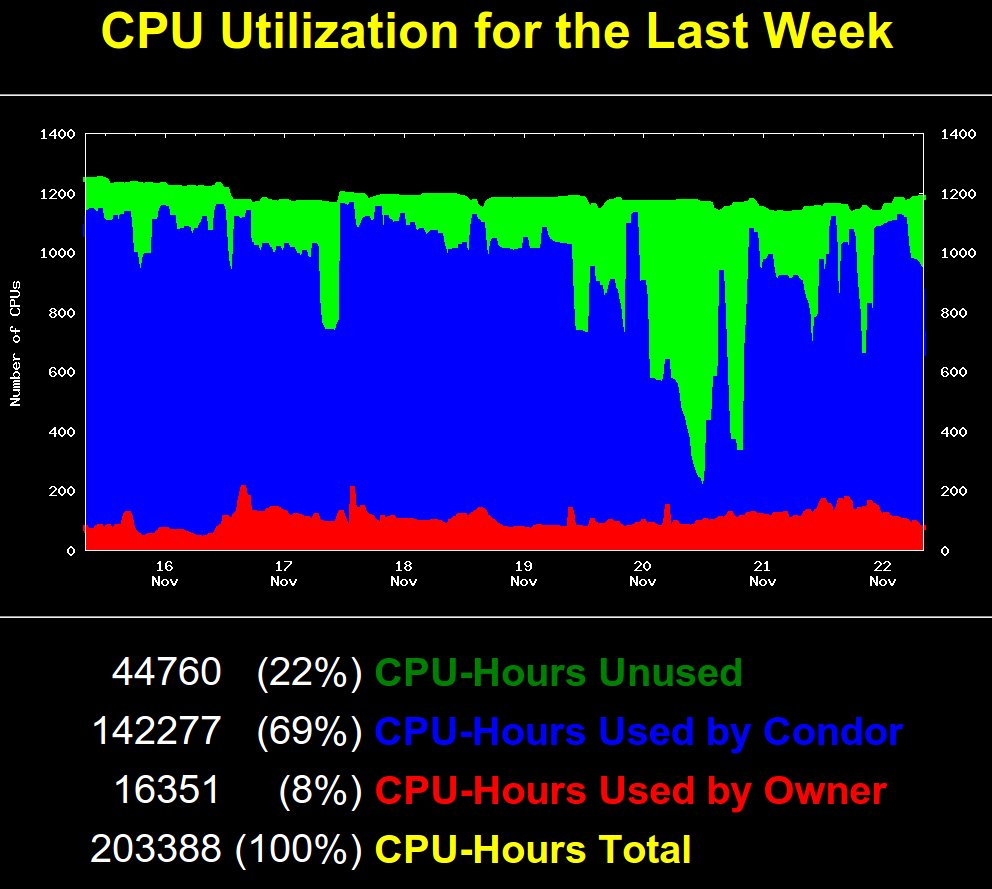 CPU Utilization for the Last Week
1400 1400
1200 1200
1000 1000
800 800
600 600
400 400
200 200
0 0
Number of CPUs
16 17 18 19 20 21 22
Nov Nov Nov Nov Nov Nov Nov
44760 (22%) CPU-Hours Unused
142277 (69%) CPU-Hours Used by Condor
16351 (8%) CPU-Hours Used by Owner
203388 (100%) CPU-Hours Total